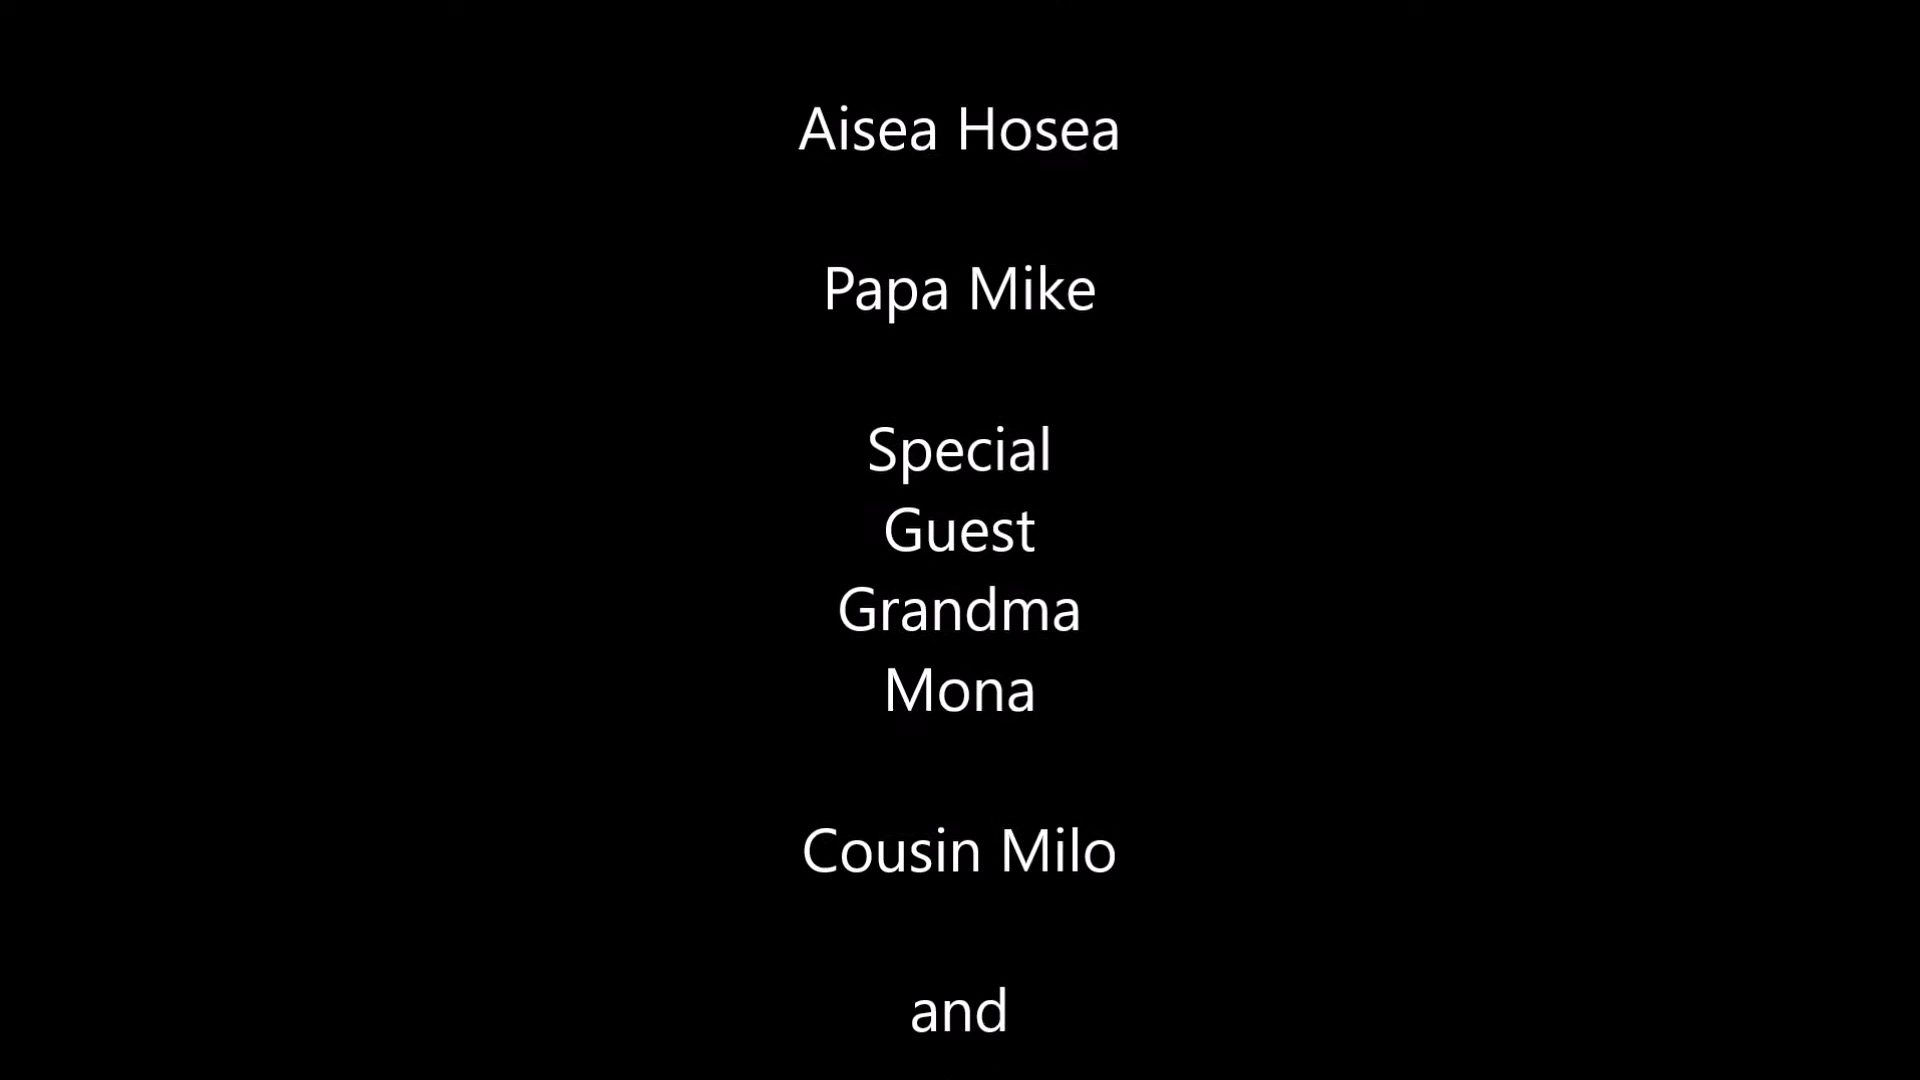 Aisea Hosea
Papa Mike
Special
Guest
Grandma
Mona
Cousin Milo
and